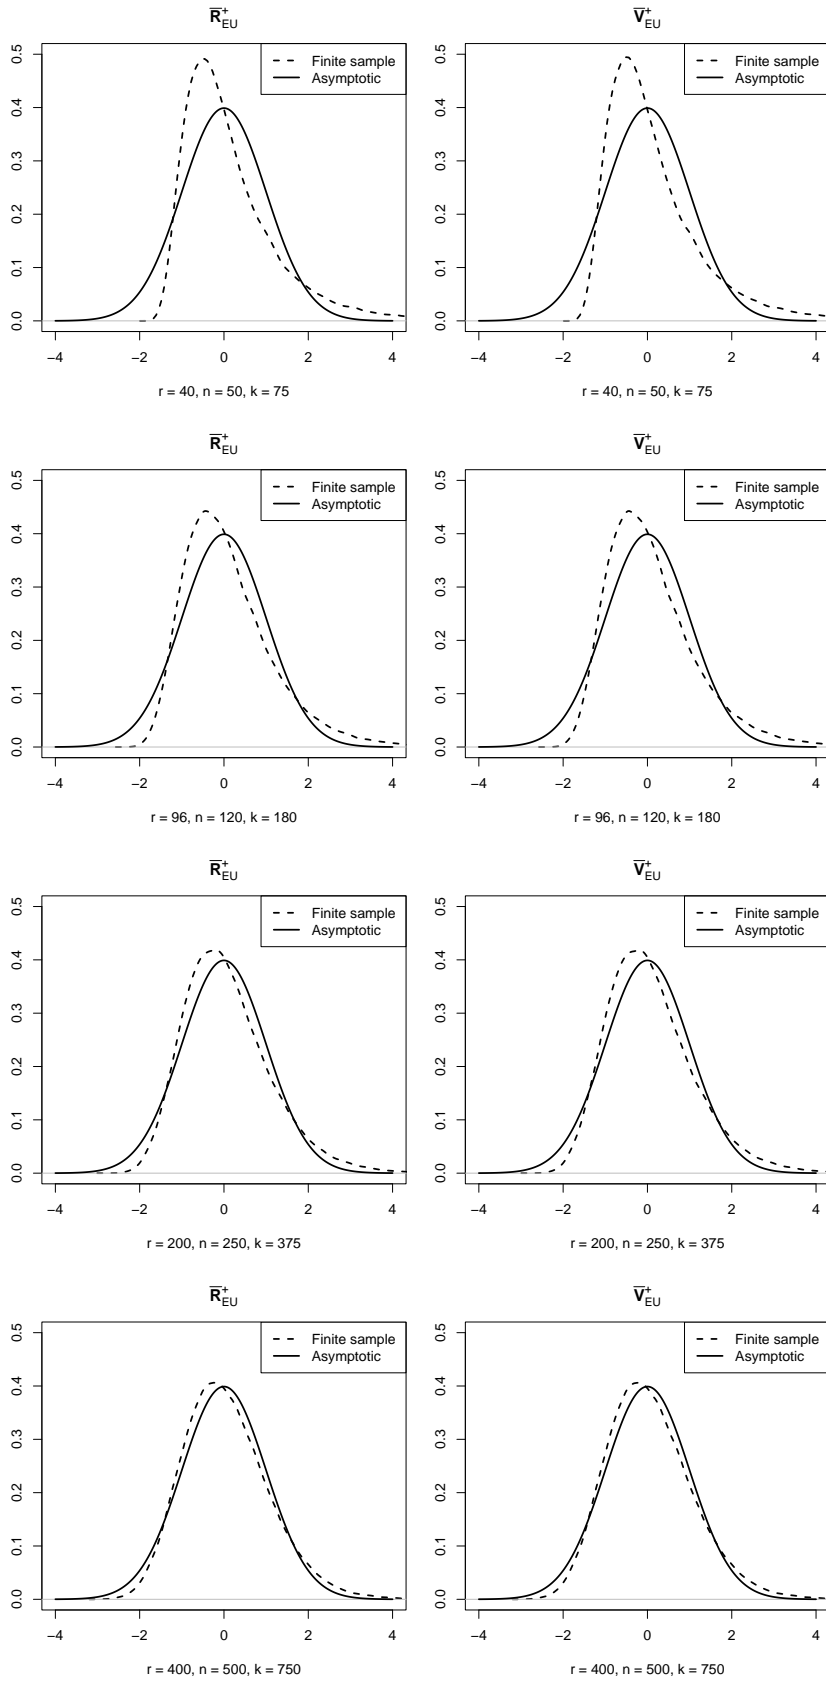 R̅⁺EU
V̅⁺EU
0.5
0.4
0.3
0.2
0.1
0.0
Finite sample
Asymptotic
−4 −2 0 2 4
r = 40, n = 50, k = 75
0.5
0.4
0.3
0.2
0.1
0.0
Finite sample
Asymptotic
−4 −2 0 2 4
r = 40, n = 50, k = 75
R̅⁺EU
V̅⁺EU
0.5
0.4
0.3
0.2
0.1
0.0
Finite sample
Asymptotic
−4 −2 0 2 4
r = 96, n = 120, k = 180
0.5
0.4
0.3
0.2
0.1
0.0
Finite sample
Asymptotic
−4 −2 0 2 4
r = 96, n = 120, k = 180
R̅⁺EU
V̅⁺EU
0.5
0.4
0.3
0.2
0.1
0.0
Finite sample
Asymptotic
−4 −2 0 2 4
r = 200, n = 250, k = 375
0.5
0.4
0.3
0.2
0.1
0.0
Finite sample
Asymptotic
−4 −2 0 2 4
r = 200, n = 250, k = 375
R̅⁺EU
V̅⁺EU
0.5
0.4
0.3
0.2
0.1
0.0
Finite sample
Asymptotic
−4 −2 0 2 4
r = 400, n = 500, k = 750
0.5
0.4
0.3
0.2
0.1
0.0
Finite sample
Asymptotic
−4 −2 0 2 4
r = 400, n = 500, k = 750